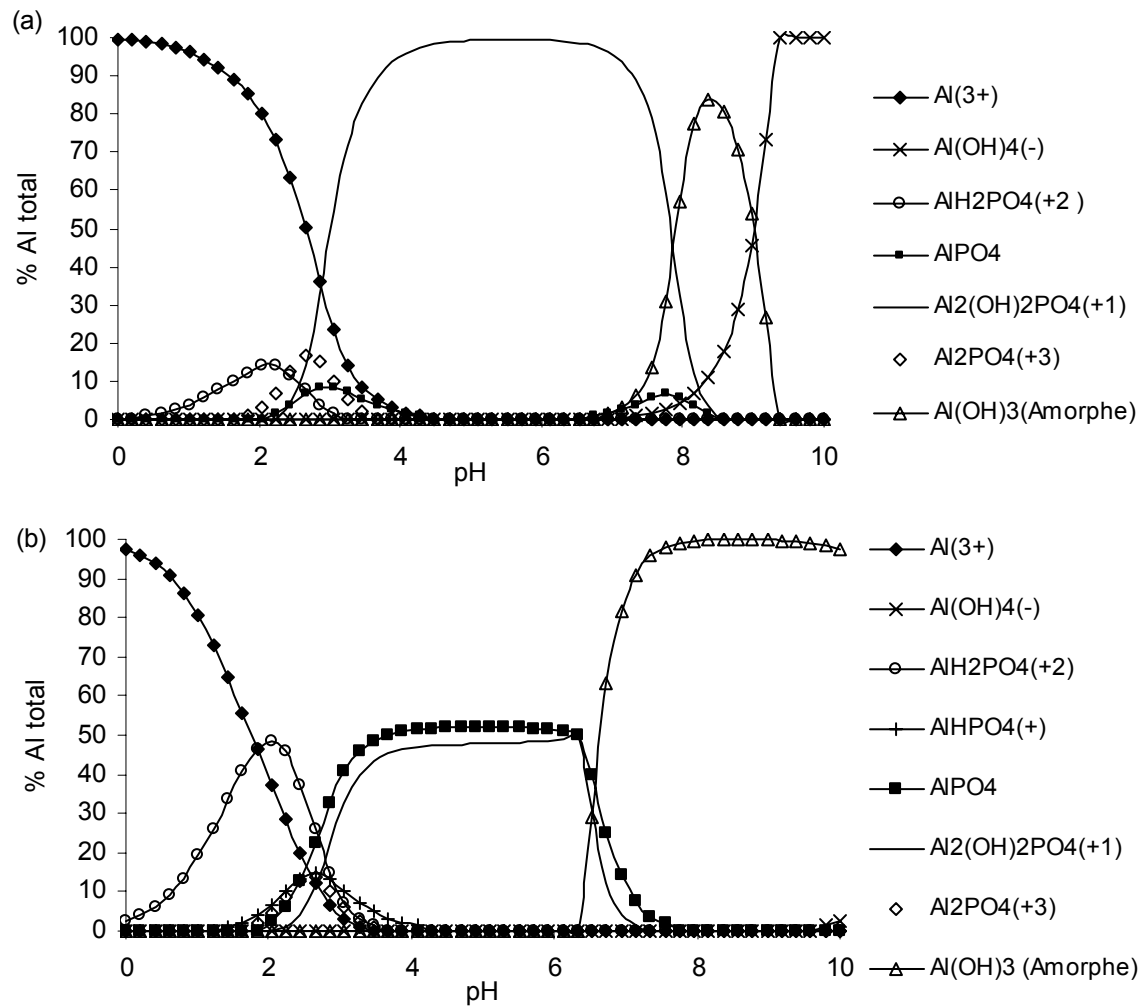 (a)
100
90
80
70
60
50
40
30
20
10
0
% Al total
0 2 4 6 8 10
pH
Al(3+)
Al(OH)4(-)
AlH2PO4(+2 )
AlPO4
Al2(OH)2PO4(+1)
Al2PO4(+3)
Al(OH)3(Amorphe)
(b)
100
90
80
70
60
50
40
30
20
10
0
% Al total
0 2 4 6 8 10
pH
Al(3+)
Al(OH)4(-)
AlH2PO4(+2)
AlHPO4(+)
AlPO4
Al2(OH)2PO4(+1)
Al2PO4(+3)
Al(OH)3 (Amorphe)